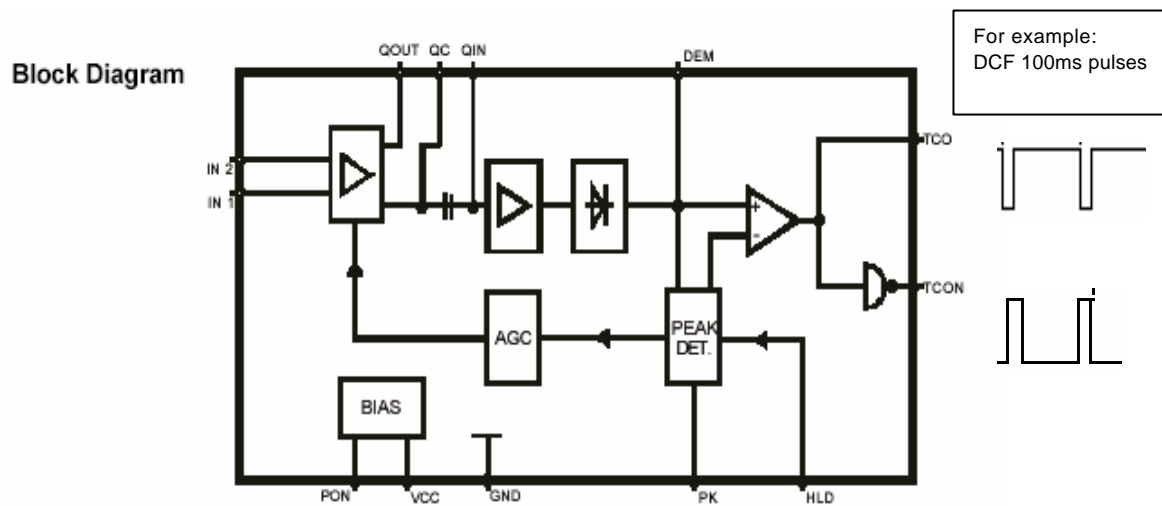 For example:
DCF 100ms pulses
Block Diagram
QOUT QC QIN DEM
TCO
IN 2
IN 1
+
-
TCON
AGC
PEAK
DET.
BIAS
PON VCC GND PK HLD